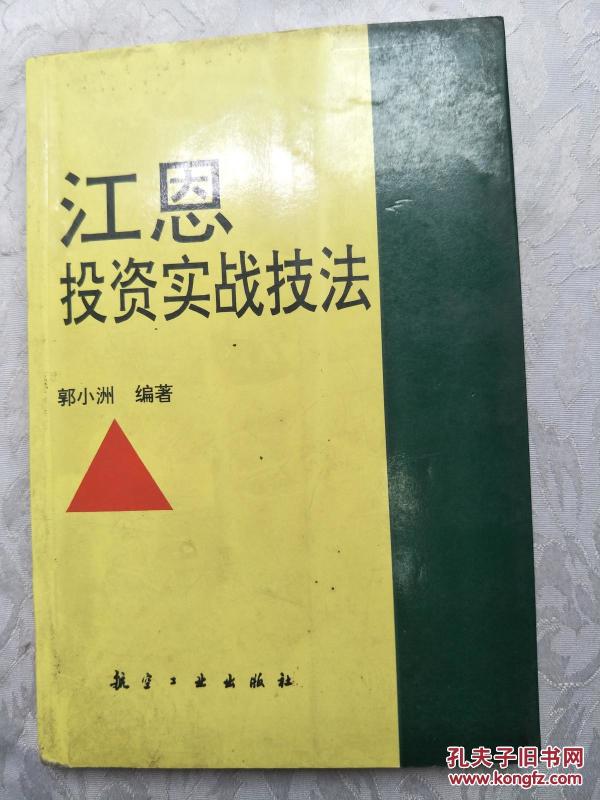 江恩
投资实战技法
郭小洲 编著
航空工业出版社
孔夫子旧书网
www.kongfz.com